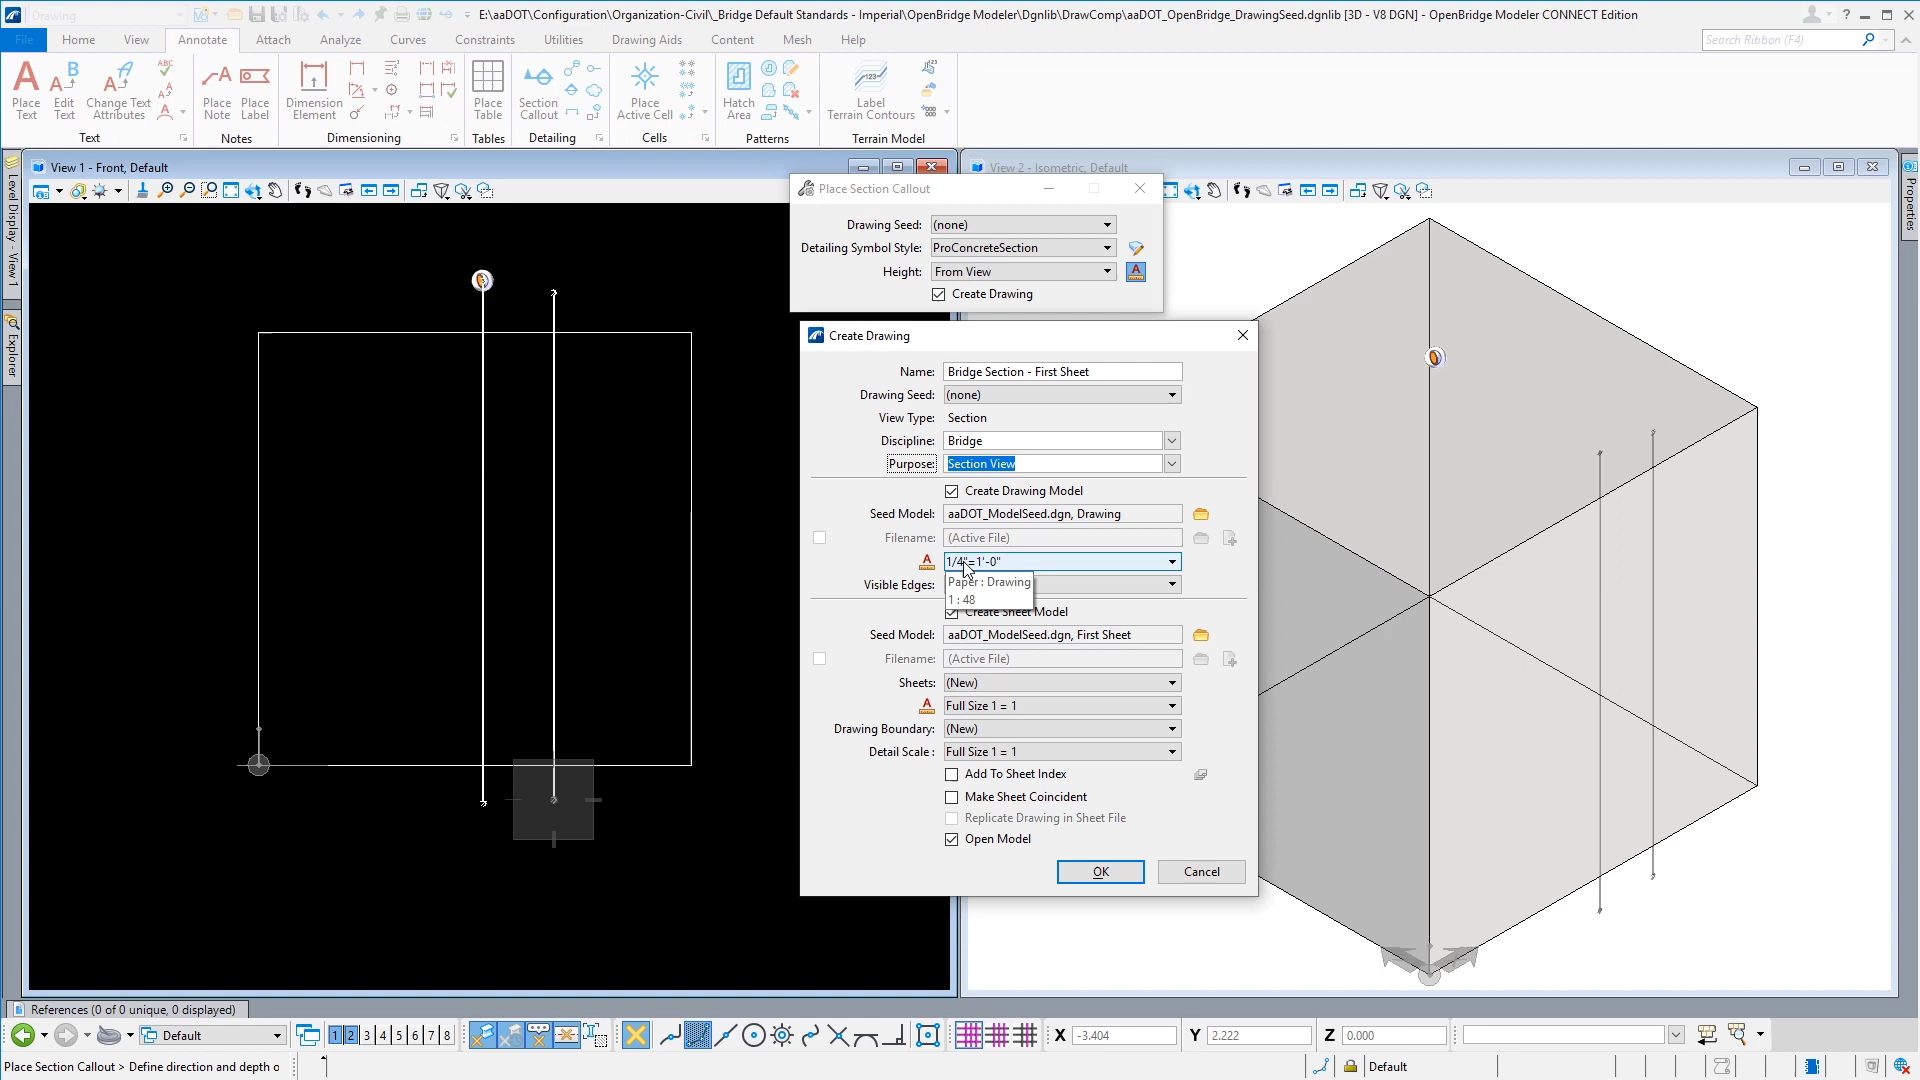 Drawing
E:\aaDOT\Configuration\Organization-Civil\_Bridge Default Standards - Imperial\OpenBridge Modeler\Dgnlib\DrawComp\aaDOT_OpenBridge_DrawingSeed.dgnlib [3D - V8 DGN] - OpenBridge Modeler CONNECT Edition
File Home View Annotate Attach Analyze Curves Constraints Utilities Drawing Aids Content Mesh Help
Search Ribbon (F4)
Place Text
Edit Text
Change Text Attributes
Place Note
Place Label
Dimension Element
Place Table
Section Callout
Place Active Cell
Hatch Area
Label Terrain Contours
Text Notes Dimensioning Tables Detailing Cells Patterns Terrain Model
View 1 - Front, Default
View 2 - Isometric, Default
Level Display - View 1
Explorer
Properties
Place Section Callout
Drawing Seed: (none)
Detailing Symbol Style: ProConcreteSection
Height: From View
Create Drawing
Create Drawing
Name: Bridge Section - First Sheet
Drawing Seed: (none)
View Type: Section
Discipline: Bridge
Purpose: Section View
Create Drawing Model
Seed Model: aaDOT_ModelSeed.dgn, Drawing
Filename: (Active File)
1/4"=1'-0"
Visible Edges:
Paper : Drawing
1 : 48
Create Sheet Model
Seed Model: aaDOT_ModelSeed.dgn, First Sheet
Filename: (Active File)
Sheets: (New)
Full Size 1 = 1
Drawing Boundary: (New)
Detail Scale : Full Size 1 = 1
Add To Sheet Index
Make Sheet Coincident
Replicate Drawing in Sheet File
Open Model
OK Cancel
References (0 of 0 unique, 0 displayed)
Default 1 2 3 4 5 6 7 8 X -3.404 Y 2.222 Z 0.000
Place Section Callout > Define direction and depth o
Default